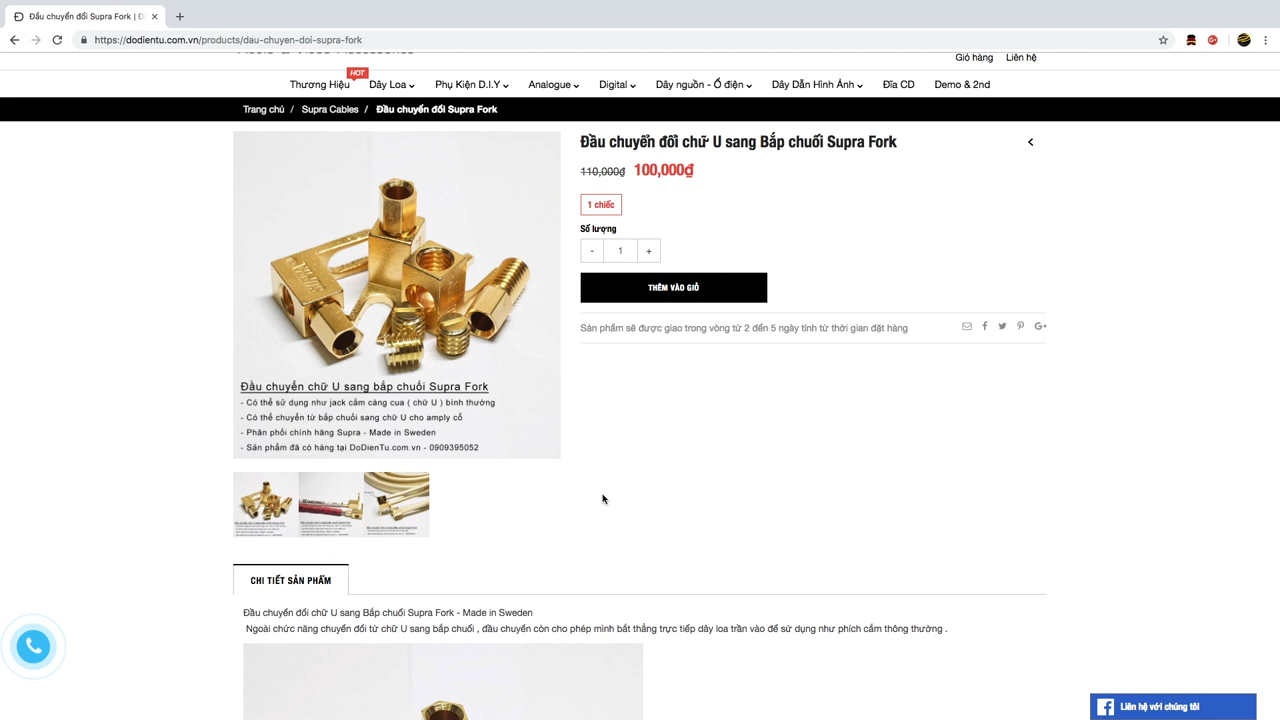 Đầu chuyển đổi Supra Fork | Đ
https://dodientu.com.vn/products/dau-chuyen-doi-supra-fork
Giỏ hàng Liên hệ
HOT
Thương Hiệu Dây Loa Phụ Kiện D.I.Y Analogue Digital Dây nguồn - Ổ điện Dây Dẫn Hình Ảnh Đĩa CD Demo & 2nd
Trang chủ / Supra Cables / Đầu chuyển đổi Supra Fork
Đầu chuyển đổi chữ U sang Bắp chuối Supra Fork
110,000₫ 100,000₫
1 chiếc
Số lượng
- 1 +
THÊM VÀO GIỎ
Sản phẩm sẽ được giao trong vòng từ 2 đến 5 ngày tính từ thời gian đặt hàng
Đầu chuyển chữ U sang bắp chuối Supra Fork
- Có thể sử dụng như jack cắm càng cua ( chữ U ) bình thường
- Có thể chuyển từ bắp chuối sang chữ U cho amply cổ
- Phân phối chính hãng Supra - Made in Sweden
- Sản phẩm đã có hàng tại DoDienTu.com.vn - 0909395052
CHI TIẾT SẢN PHẨM
Đầu chuyển đổi chữ U sang Bắp chuối Supra Fork - Made in Sweden
Ngoài chức năng chuyển đổi từ chữ U sang bắp chuối , đầu chuyển còn cho phép mình bắt thẳng trực tiếp dây loa trần vào để sử dụng như phích cắm thông thường .
Liên hệ với chúng tôi